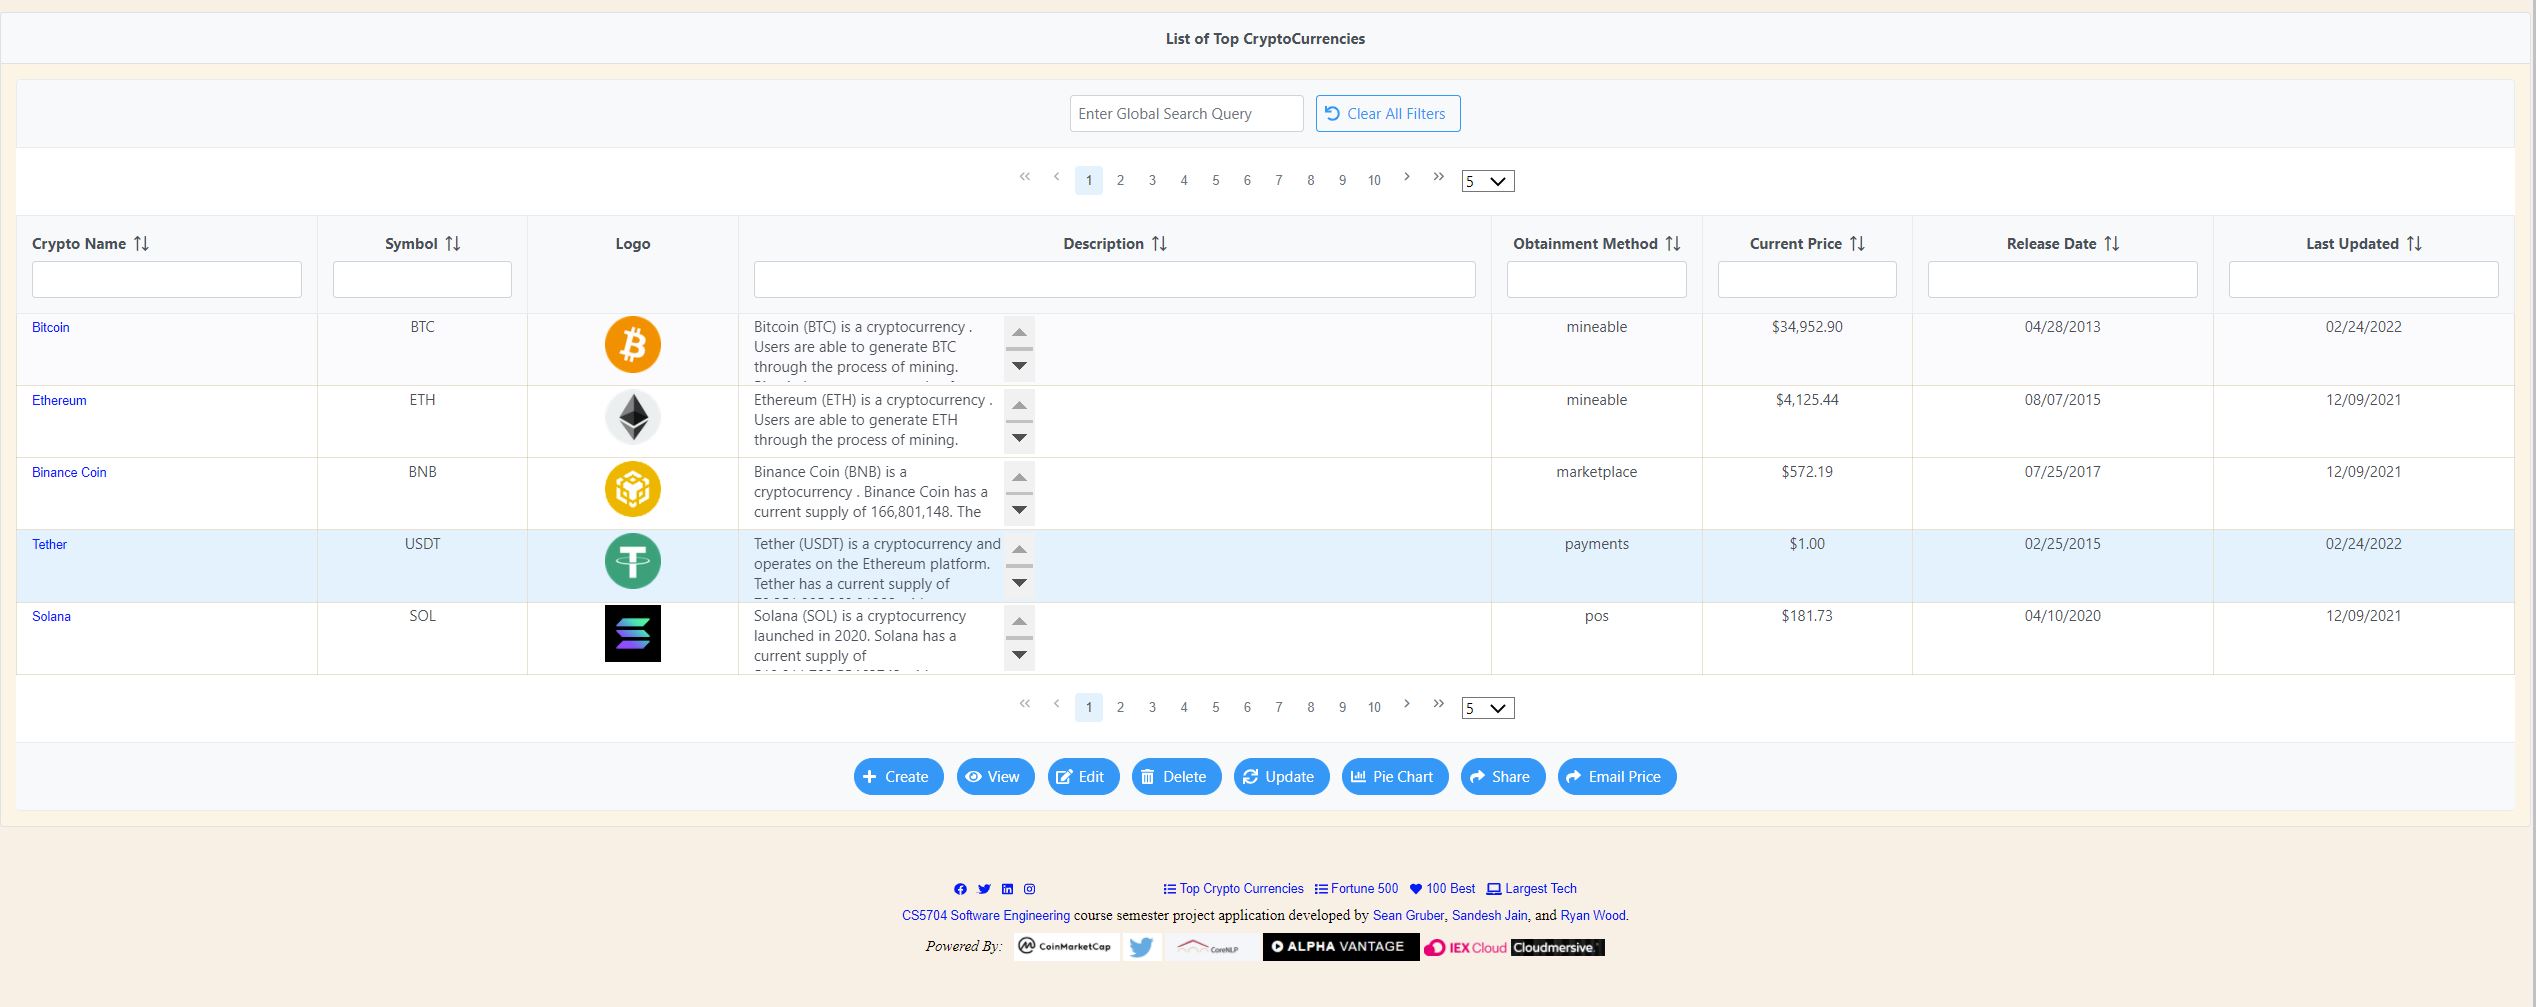 List of Top CryptoCurrencies
Enter Global Search Query Clear All Filters
« ‹ 1 2 3 4 5 6 7 8 9 10 › » 5
Crypto Name Symbol Logo Description Obtainment Method Current Price Release Date Last Updated
Bitcoin BTC Bitcoin (BTC) is a cryptocurrency . mineable $34,952.90 04/28/2013 02/24/2022
Users are able to generate BTC
through the process of mining.
Ethereum ETH Ethereum (ETH) is a cryptocurrency . mineable $4,125.44 08/07/2015 12/09/2021
Users are able to generate ETH
through the process of mining.
Binance Coin BNB Binance Coin (BNB) is a marketplace $572.19 07/25/2017 12/09/2021
cryptocurrency . Binance Coin has a
current supply of 166,801,148. The
Tether USDT Tether (USDT) is a cryptocurrency and payments $1.00 02/25/2015 02/24/2022
operates on the Ethereum platform.
Tether has a current supply of
Solana SOL Solana (SOL) is a cryptocurrency pos $181.73 04/10/2020 12/09/2021
launched in 2020. Solana has a
current supply of
« ‹ 1 2 3 4 5 6 7 8 9 10 › » 5
Create View Edit Delete Update Pie Chart Share Email Price
Top Crypto Currencies Fortune 500 100 Best Largest Tech
CS5704 Software Engineering course semester project application developed by Sean Gruber, Sandesh Jain, and Ryan Wood.
Powered By: CoinMarketCap CoreNLP ALPHA VANTAGE IEX Cloud Cloudmersive